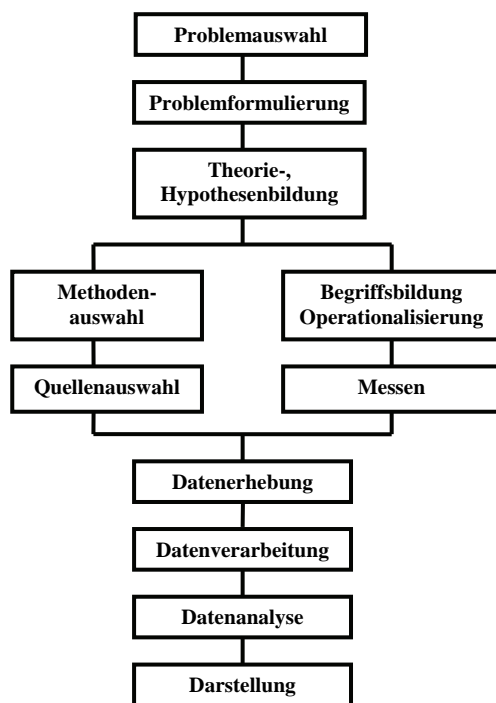 Problemauswahl
Problemformulierung
Theorie-,
Hypothesenbildung
Methoden-
auswahl
Begriffsbildung
Operationalisierung
Quellenauswahl
Messen
Datenerhebung
Datenverarbeitung
Datenanalyse
Darstellung